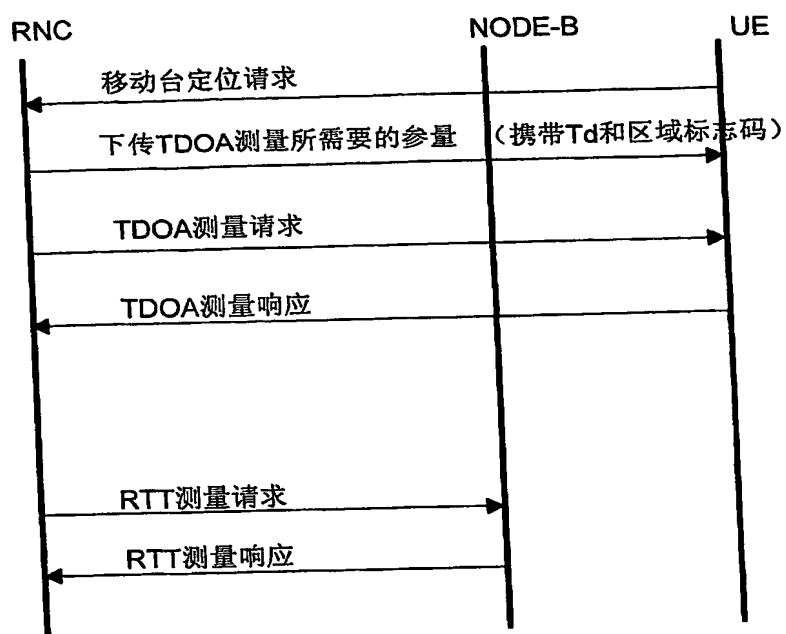 RNC NODE-B UE
移动台定位请求
下传TDOA测量所需要的参量 （携带Td和区域标志码）
TDOA测量请求
TDOA测量响应
RTT测量请求
RTT测量响应